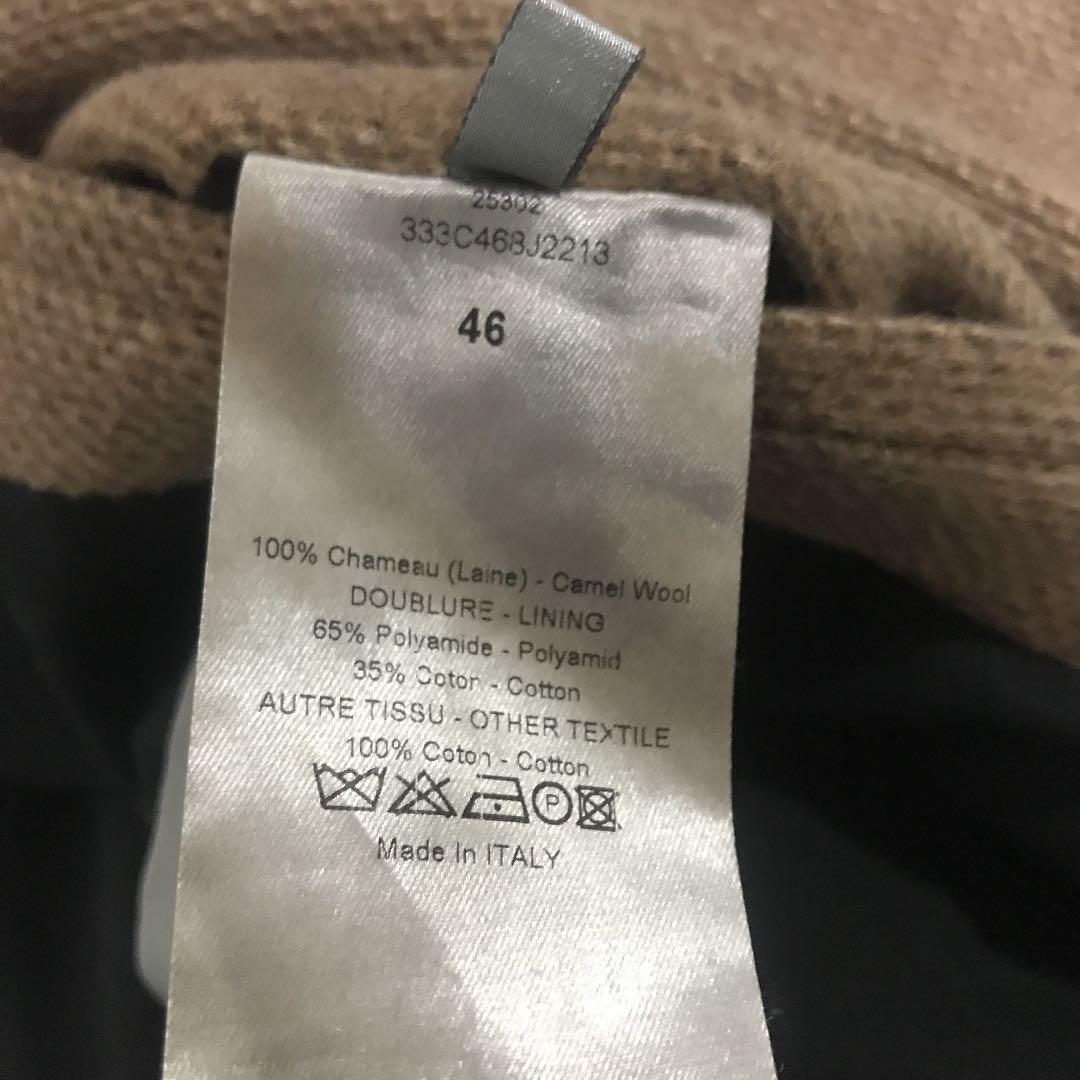 25302
333C468J2213
46
100% Chameau (Laine) - Camel Wool
DOUBLURE - LINING
65% Polyamide - Polyamid
35% Coton - Cotton
AUTRE TISSU - OTHER TEXTILE
100% Coton - Cotton
P
Made In ITALY